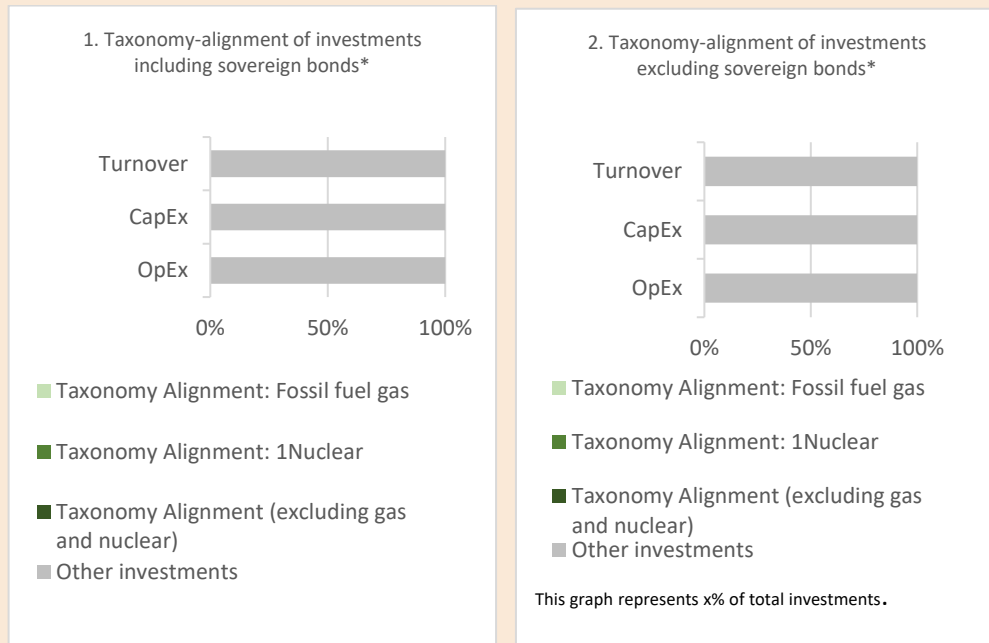 1. Taxonomy-alignment of investments
including sovereign bonds*
Turnover
CapEx
OpEx
0% 50% 100%
Taxonomy Alignment: Fossil fuel gas
Taxonomy Alignment: 1Nuclear
Taxonomy Alignment (excluding gas
and nuclear)
Other investments
2. Taxonomy-alignment of investments
excluding sovereign bonds*
Turnover
CapEx
OpEx
0% 50% 100%
Taxonomy Alignment: Fossil fuel gas
Taxonomy Alignment: 1Nuclear
Taxonomy Alignment (excluding gas
and nuclear)
Other investments
This graph represents x% of total investments.